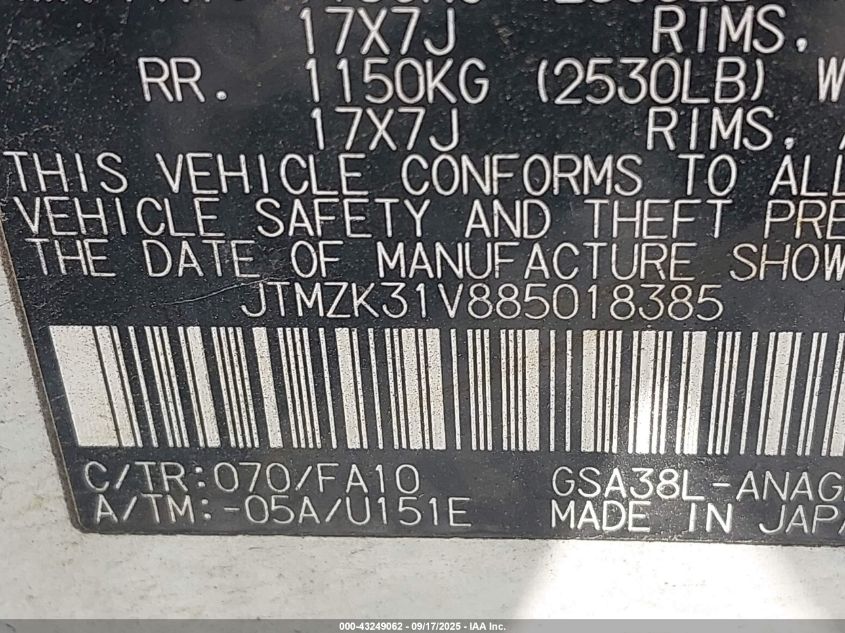 17X7J RIMS,
RR. 1150KG (2530LB)
17X7J RIMS,
THIS VEHICLE CONFORMS TO ALL
VEHICLE SAFETY AND THEFT PRE
THE DATE OF MANUFACTURE SHOW
JTMZK31V885018385
C/TR:070/FA10 GSA38L-ANAG
A/TM:-05A/U151E MADE IN JAPA
000-43249062 - 09/17/2025 - IAA Inc.